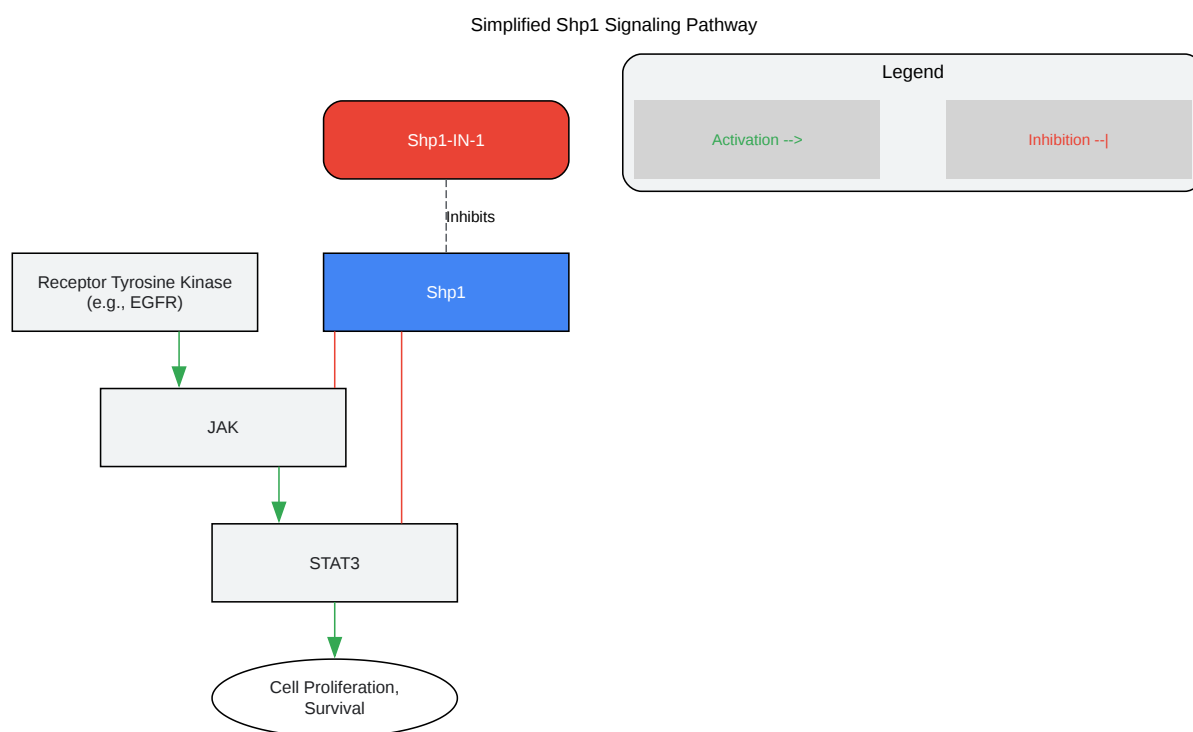 Simplified Shp1 Signaling Pathway
Legend
Activation -->
Inhibition --|
Shp1-IN-1
Inhibits
Receptor Tyrosine Kinase
(e.g., EGFR)
Shp1
JAK
STAT3
Cell Proliferation,
Survival